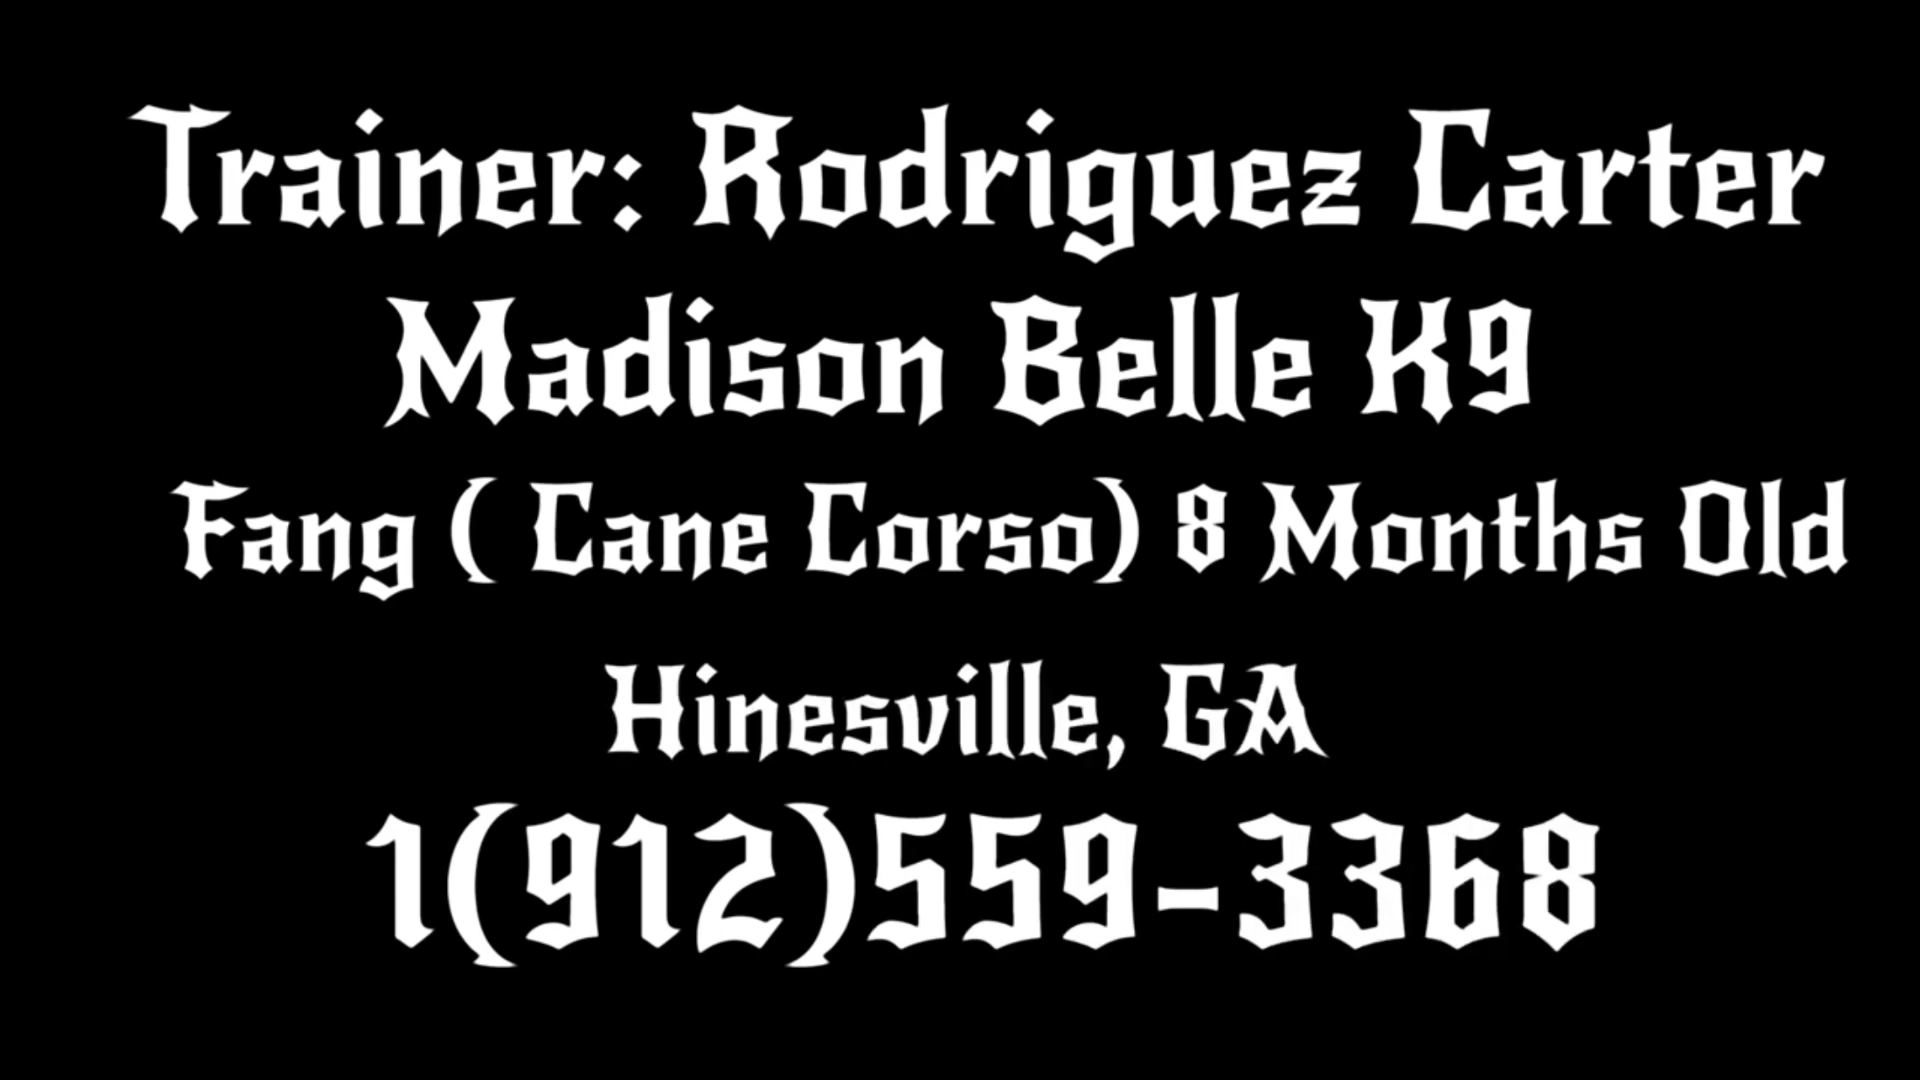 Trainer: Rodriguez Carter
Madison Belle K9
Fang ( Cane Corso) 8 Months Old
Hinesville, GA
1(912)559-3368